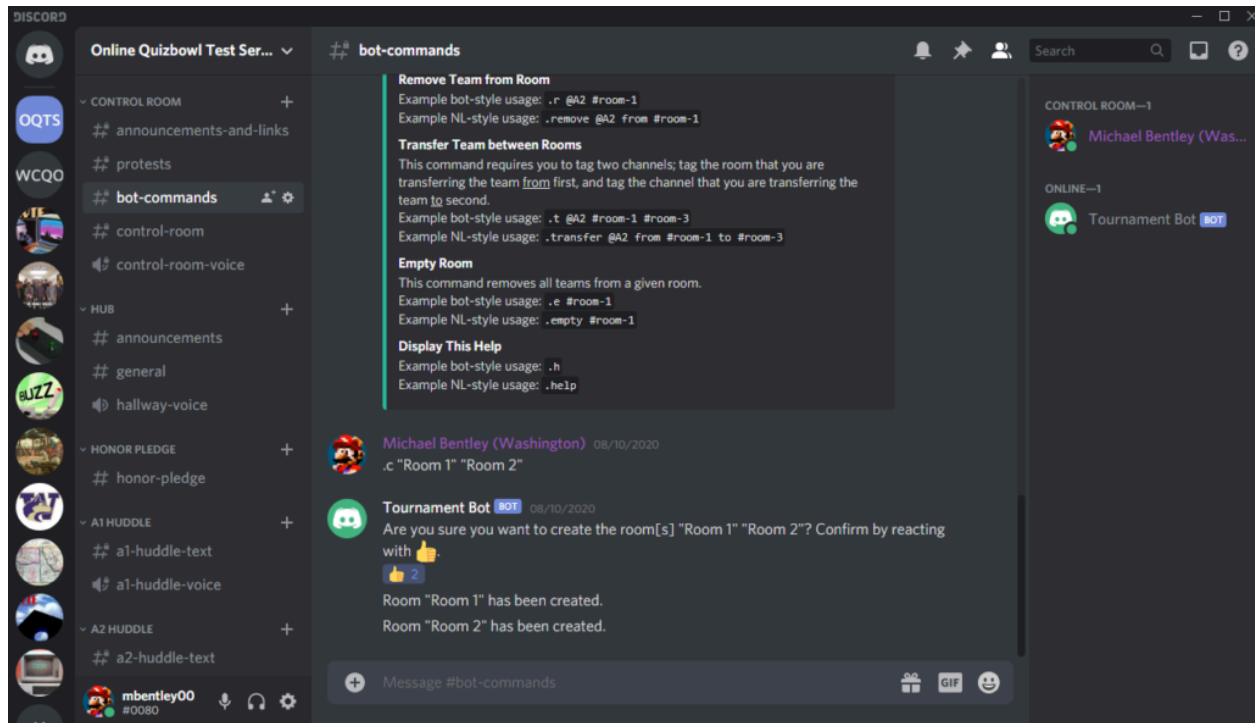 DISCORD
Online Quizbowl Test Ser...
bot-commands
Search
OQTS
WCQO
BUZZ
CONTROL ROOM
announcements-and-links
protests
bot-commands
control-room
control-room-voice
HUB
announcements
general
hallway-voice
HONOR PLEDGE
honor-pledge
A1 HUDDLE
a1-huddle-text
a1-huddle-voice
A2 HUDDLE
a2-huddle-text
mbentley00
#0080
Remove Team from Room
Example bot-style usage: .r @A2 #room-1
Example NL-style usage: .remove @A2 from #room-1
Transfer Team between Rooms
This command requires you to tag two channels; tag the room that you are
transferring the team from first, and tag the channel that you are transferring the
team to second.
Example bot-style usage: .t @A2 #room-1 #room-3
Example NL-style usage: .transfer @A2 from #room-1 to #room-3
Empty Room
This command removes all teams from a given room.
Example bot-style usage: .e #room-1
Example NL-style usage: .empty #room-1
Display This Help
Example bot-style usage: .h
Example NL-style usage: .help
Michael Bentley (Washington) 08/10/2020
.c "Room 1" "Room 2"
Tournament Bot BOT 08/10/2020
Are you sure you want to create the room[s] "Room 1" "Room 2"? Confirm by reacting
with 👍.
👍 2
Room "Room 1" has been created.
Room "Room 2" has been created.
Message #bot-commands
GIF
CONTROL ROOM—1
Michael Bentley (Was...
ONLINE—1
Tournament Bot BOT